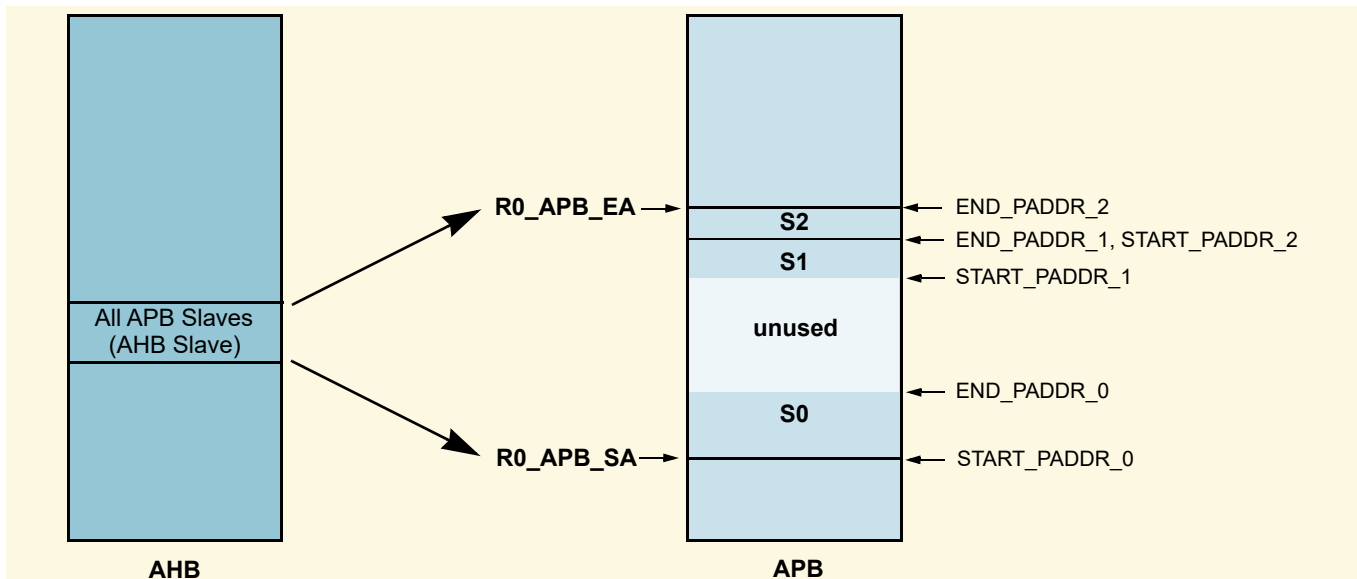 R0_APB_EA
END_PADDR_2
S2
END_PADDR_1, START_PADDR_2
S1
START_PADDR_1
All APB Slaves
(AHB Slave)
unused
END_PADDR_0
S0
R0_APB_SA
START_PADDR_0
AHB
APB